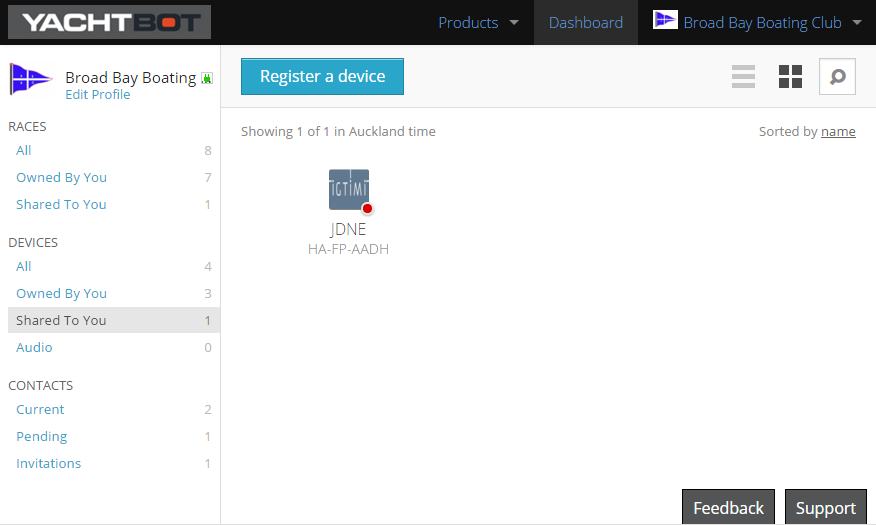 YACHTBOT
Products
Dashboard
Broad Bay Boating Club
Broad Bay Boating
Edit Profile
RACES
All 8
Owned By You 7
Shared To You 1
DEVICES
All 4
Owned By You 3
Shared To You 1
Audio 0
CONTACTS
Current 2
Pending 1
Invitations 1
Register a device
Showing 1 of 1 in Auckland time
Sorted by name
IGTIMI
JDNE
HA-FP-AADH
Feedback
Support